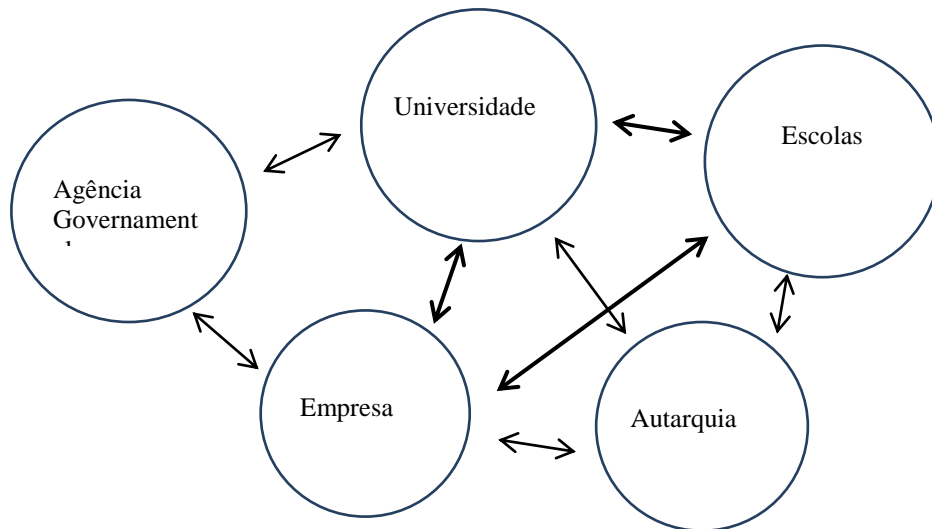 Universidade
Escolas
Agência
Governament
Empresa
Autarquia